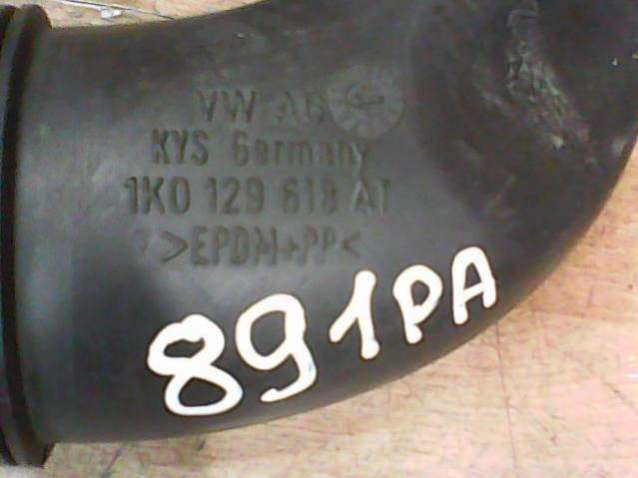 VW AG
KYS Germany
1K0 129 618 AT
>EPDM+PP<
891PA